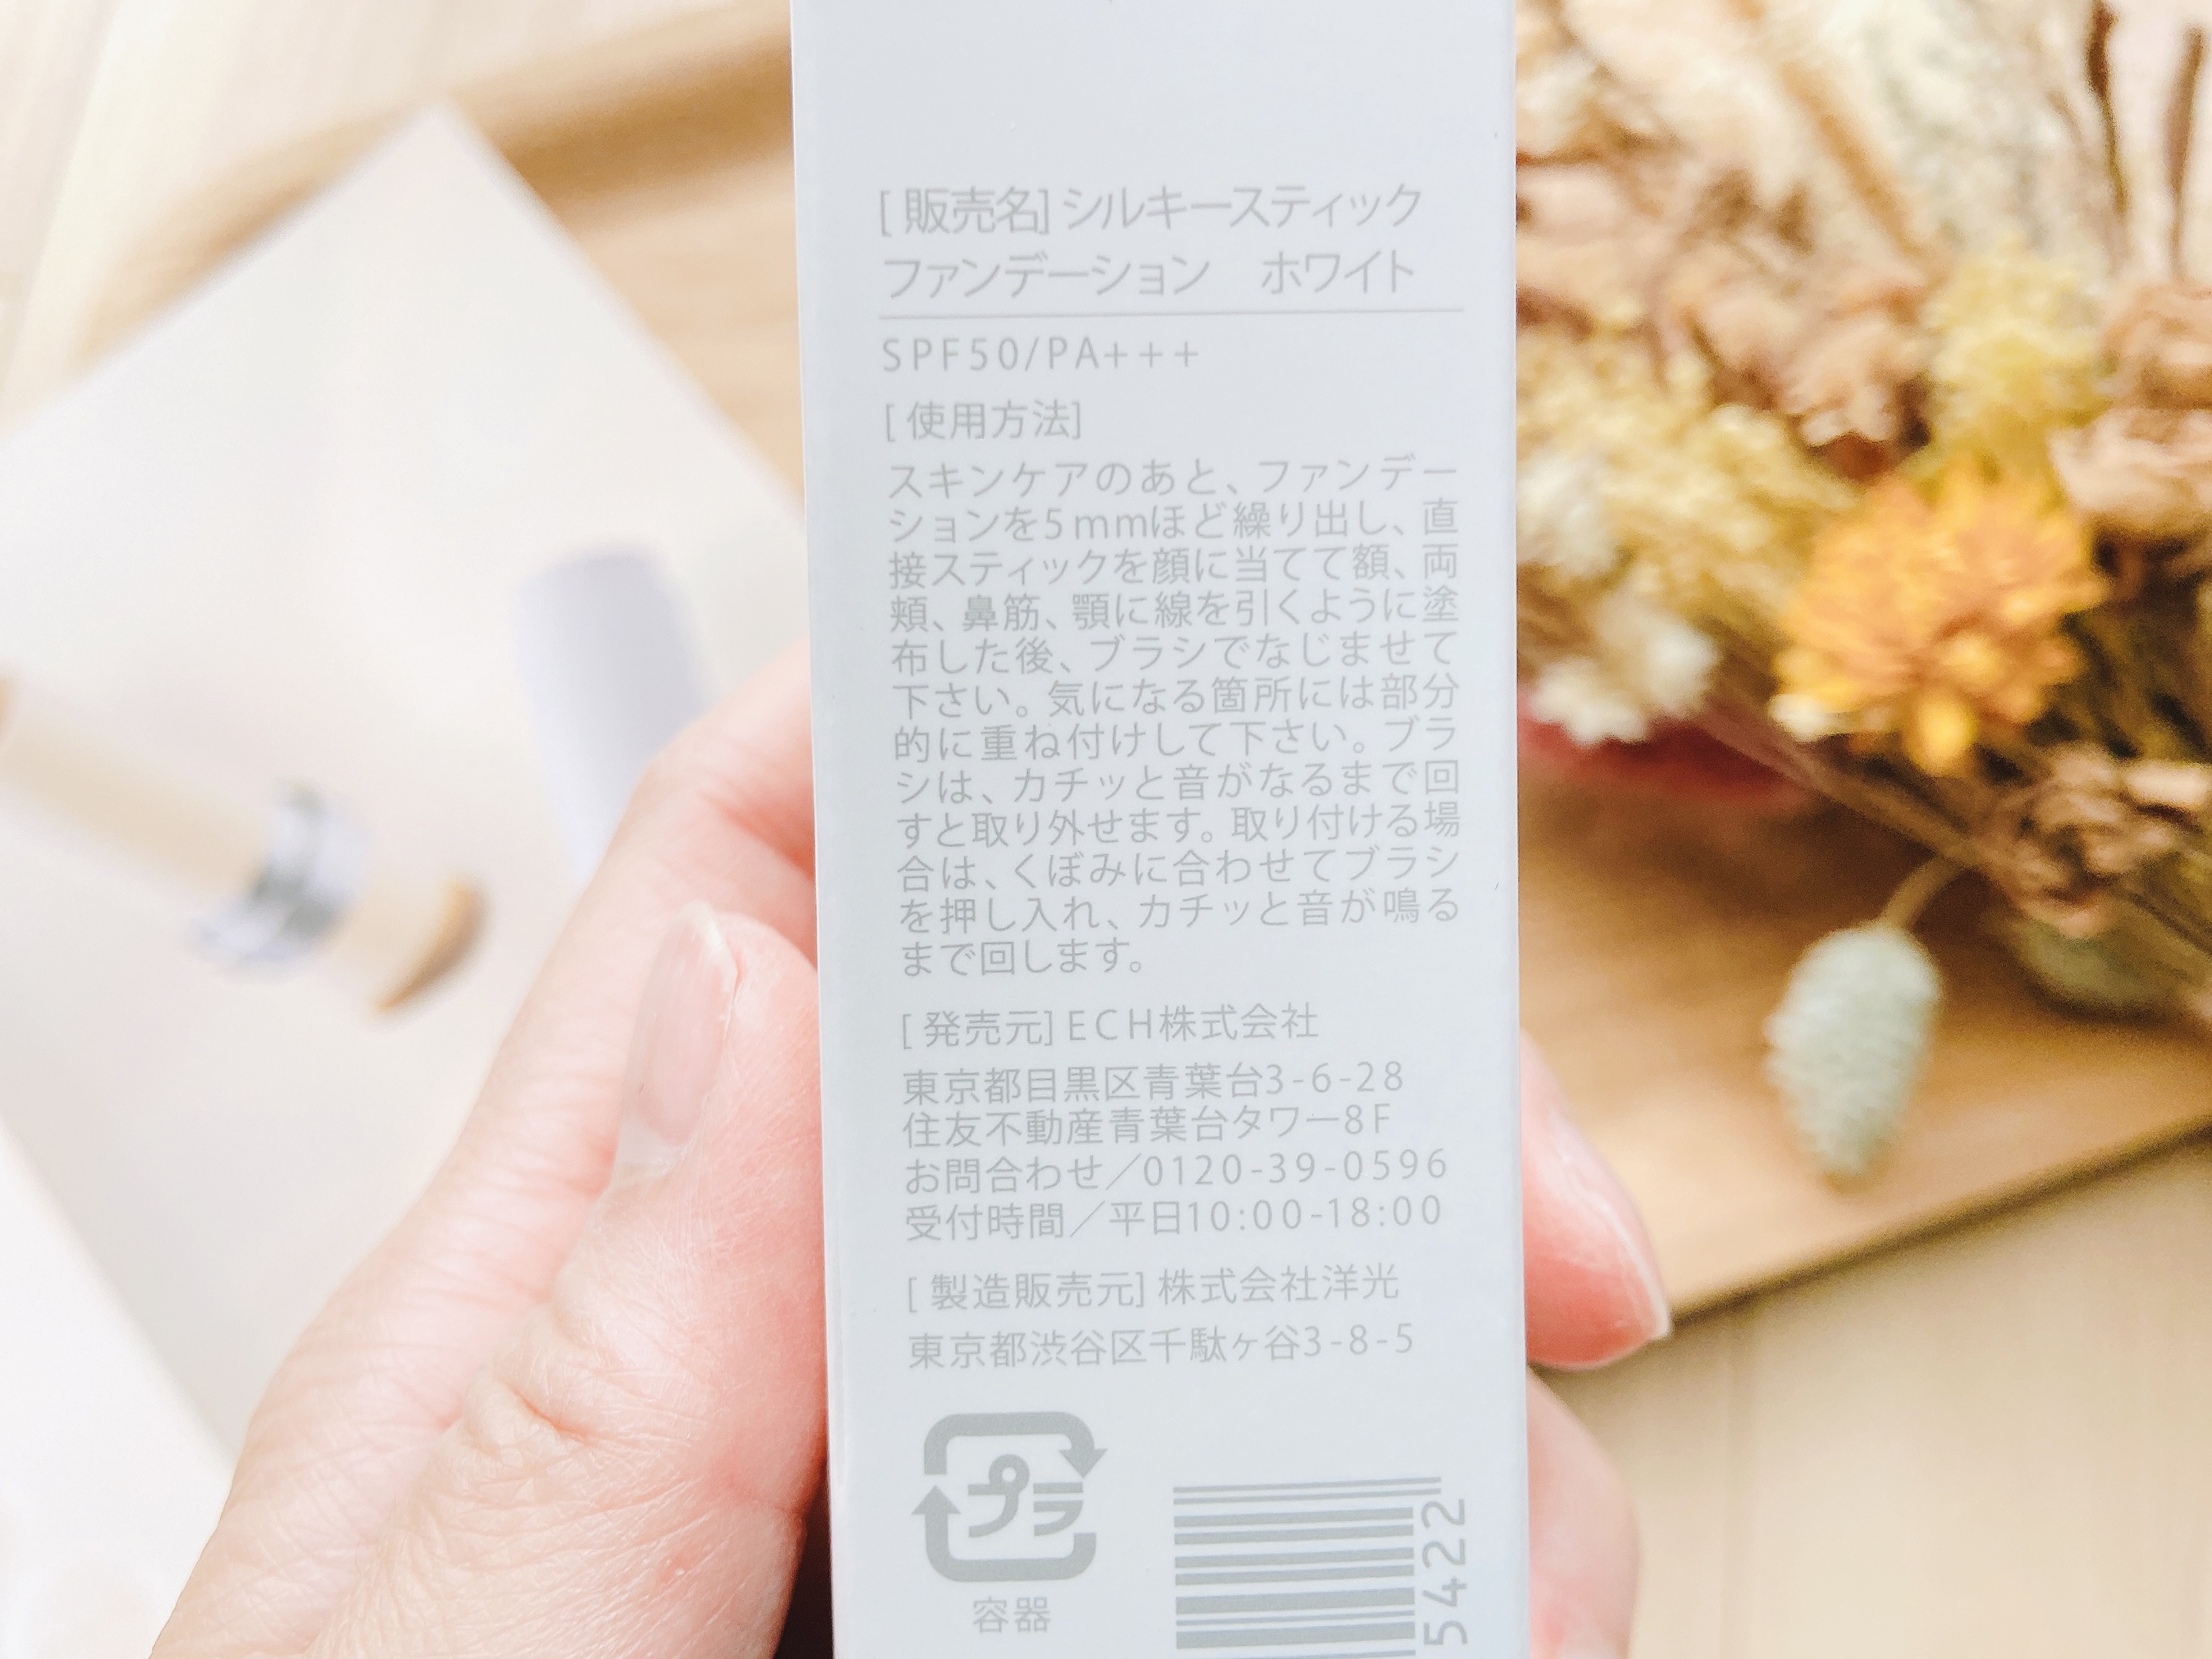 [ 販売名] シルキースティック
ファンデーション　ホワイト
SPF50/PA+++
[ 使用方法]
スキンケアのあと、ファンデー
ションを5mmほど繰り出し、直
接スティックを顔に当てて額、両
頬、鼻筋、顎に線を引くように塗
布した後、ブラシでなじませて
下さい。気になる箇所には部分
的に重ね付けして下さい。ブラ
シは、カチッと音がなるまで回
すと取り外せます。取り付ける場
合は、くぼみに合わせてブラシ
を押し入れ、カチッと音が鳴る
まで回します。
[ 発売元] ECH株式会社
東京都目黒区青葉台3-6-28
住友不動産青葉台タワー8F
お問合わせ／0120-39-0596
受付時間／平日10:00-18:00
[ 製造販売元] 株式会社洋光
東京都渋谷区千駄ヶ谷3-8-5
プラ
容器
5422